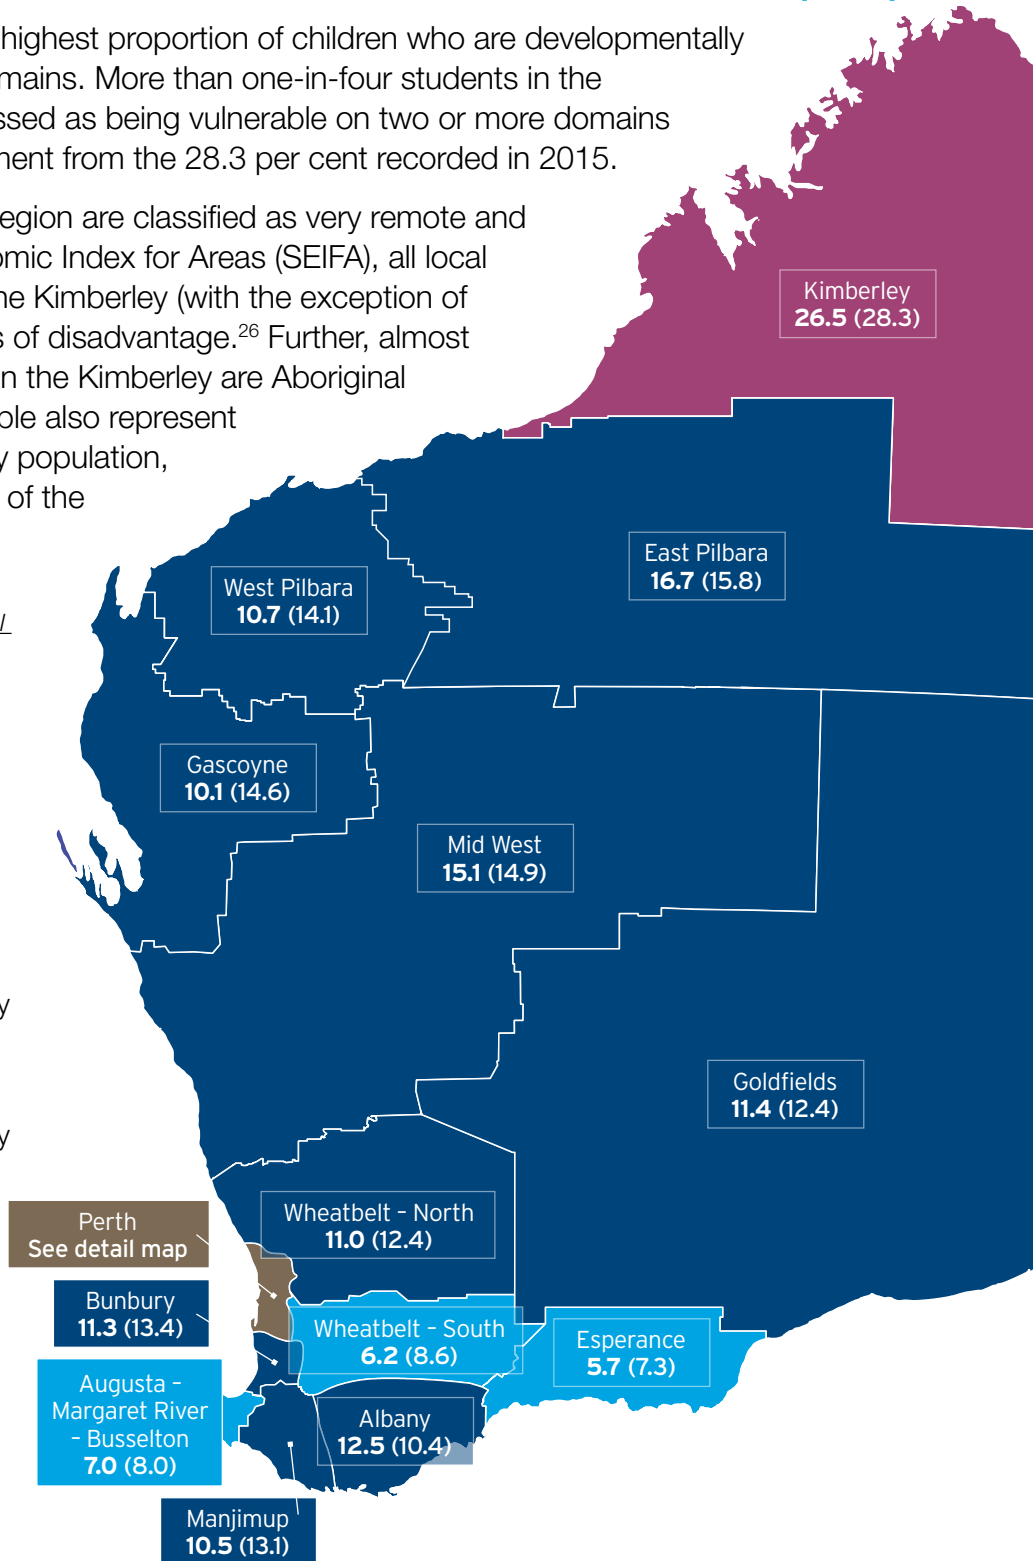 highest proportion of children who are developmentally
mains. More than one-in-four students in the
ssed as being vulnerable on two or more domains
ment from the 28.3 per cent recorded in 2015.
egion are classified as very remote and
omic Index for Areas (SEIFA), all local
he Kimberley (with the exception of
s of disadvantage.26 Further, almost
n the Kimberley are Aboriginal
ple also represent
y population,
of the
Kimberley
26.5 (28.3)
East Pilbara
16.7 (15.8)
West Pilbara
10.7 (14.1)
l
Gascoyne
10.1 (14.6)
Mid West
15.1 (14.9)
y
Goldfields
11.4 (12.4)
y
Wheatbelt – North
11.0 (12.4)
Perth
See detail map
Bunbury
11.3 (13.4)
Wheatbelt – South
6.2 (8.6)
Esperance
5.7 (7.3)
Augusta –
Margaret River
– Busselton
7.0 (8.0)
Albany
12.5 (10.4)
Manjimup
10.5 (13.1)